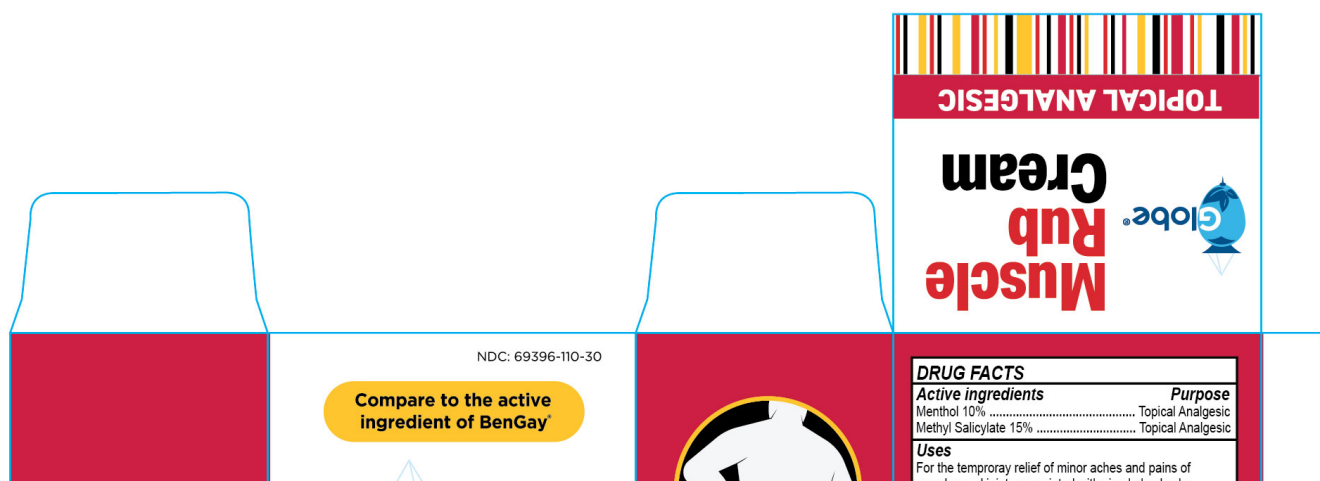 TOPICAL ANALGESIC
Globe®
Muscle
Rub
Cream
NDC: 69396-110-30
Compare to the active
ingredient of BenGay®
DRUG FACTS
Active ingredients Purpose
Menthol 10% ............................................ Topical Analgesic
Methyl Salicylate 15% .............................. Topical Analgesic
Uses
For the temproray relief of minor aches and pains of